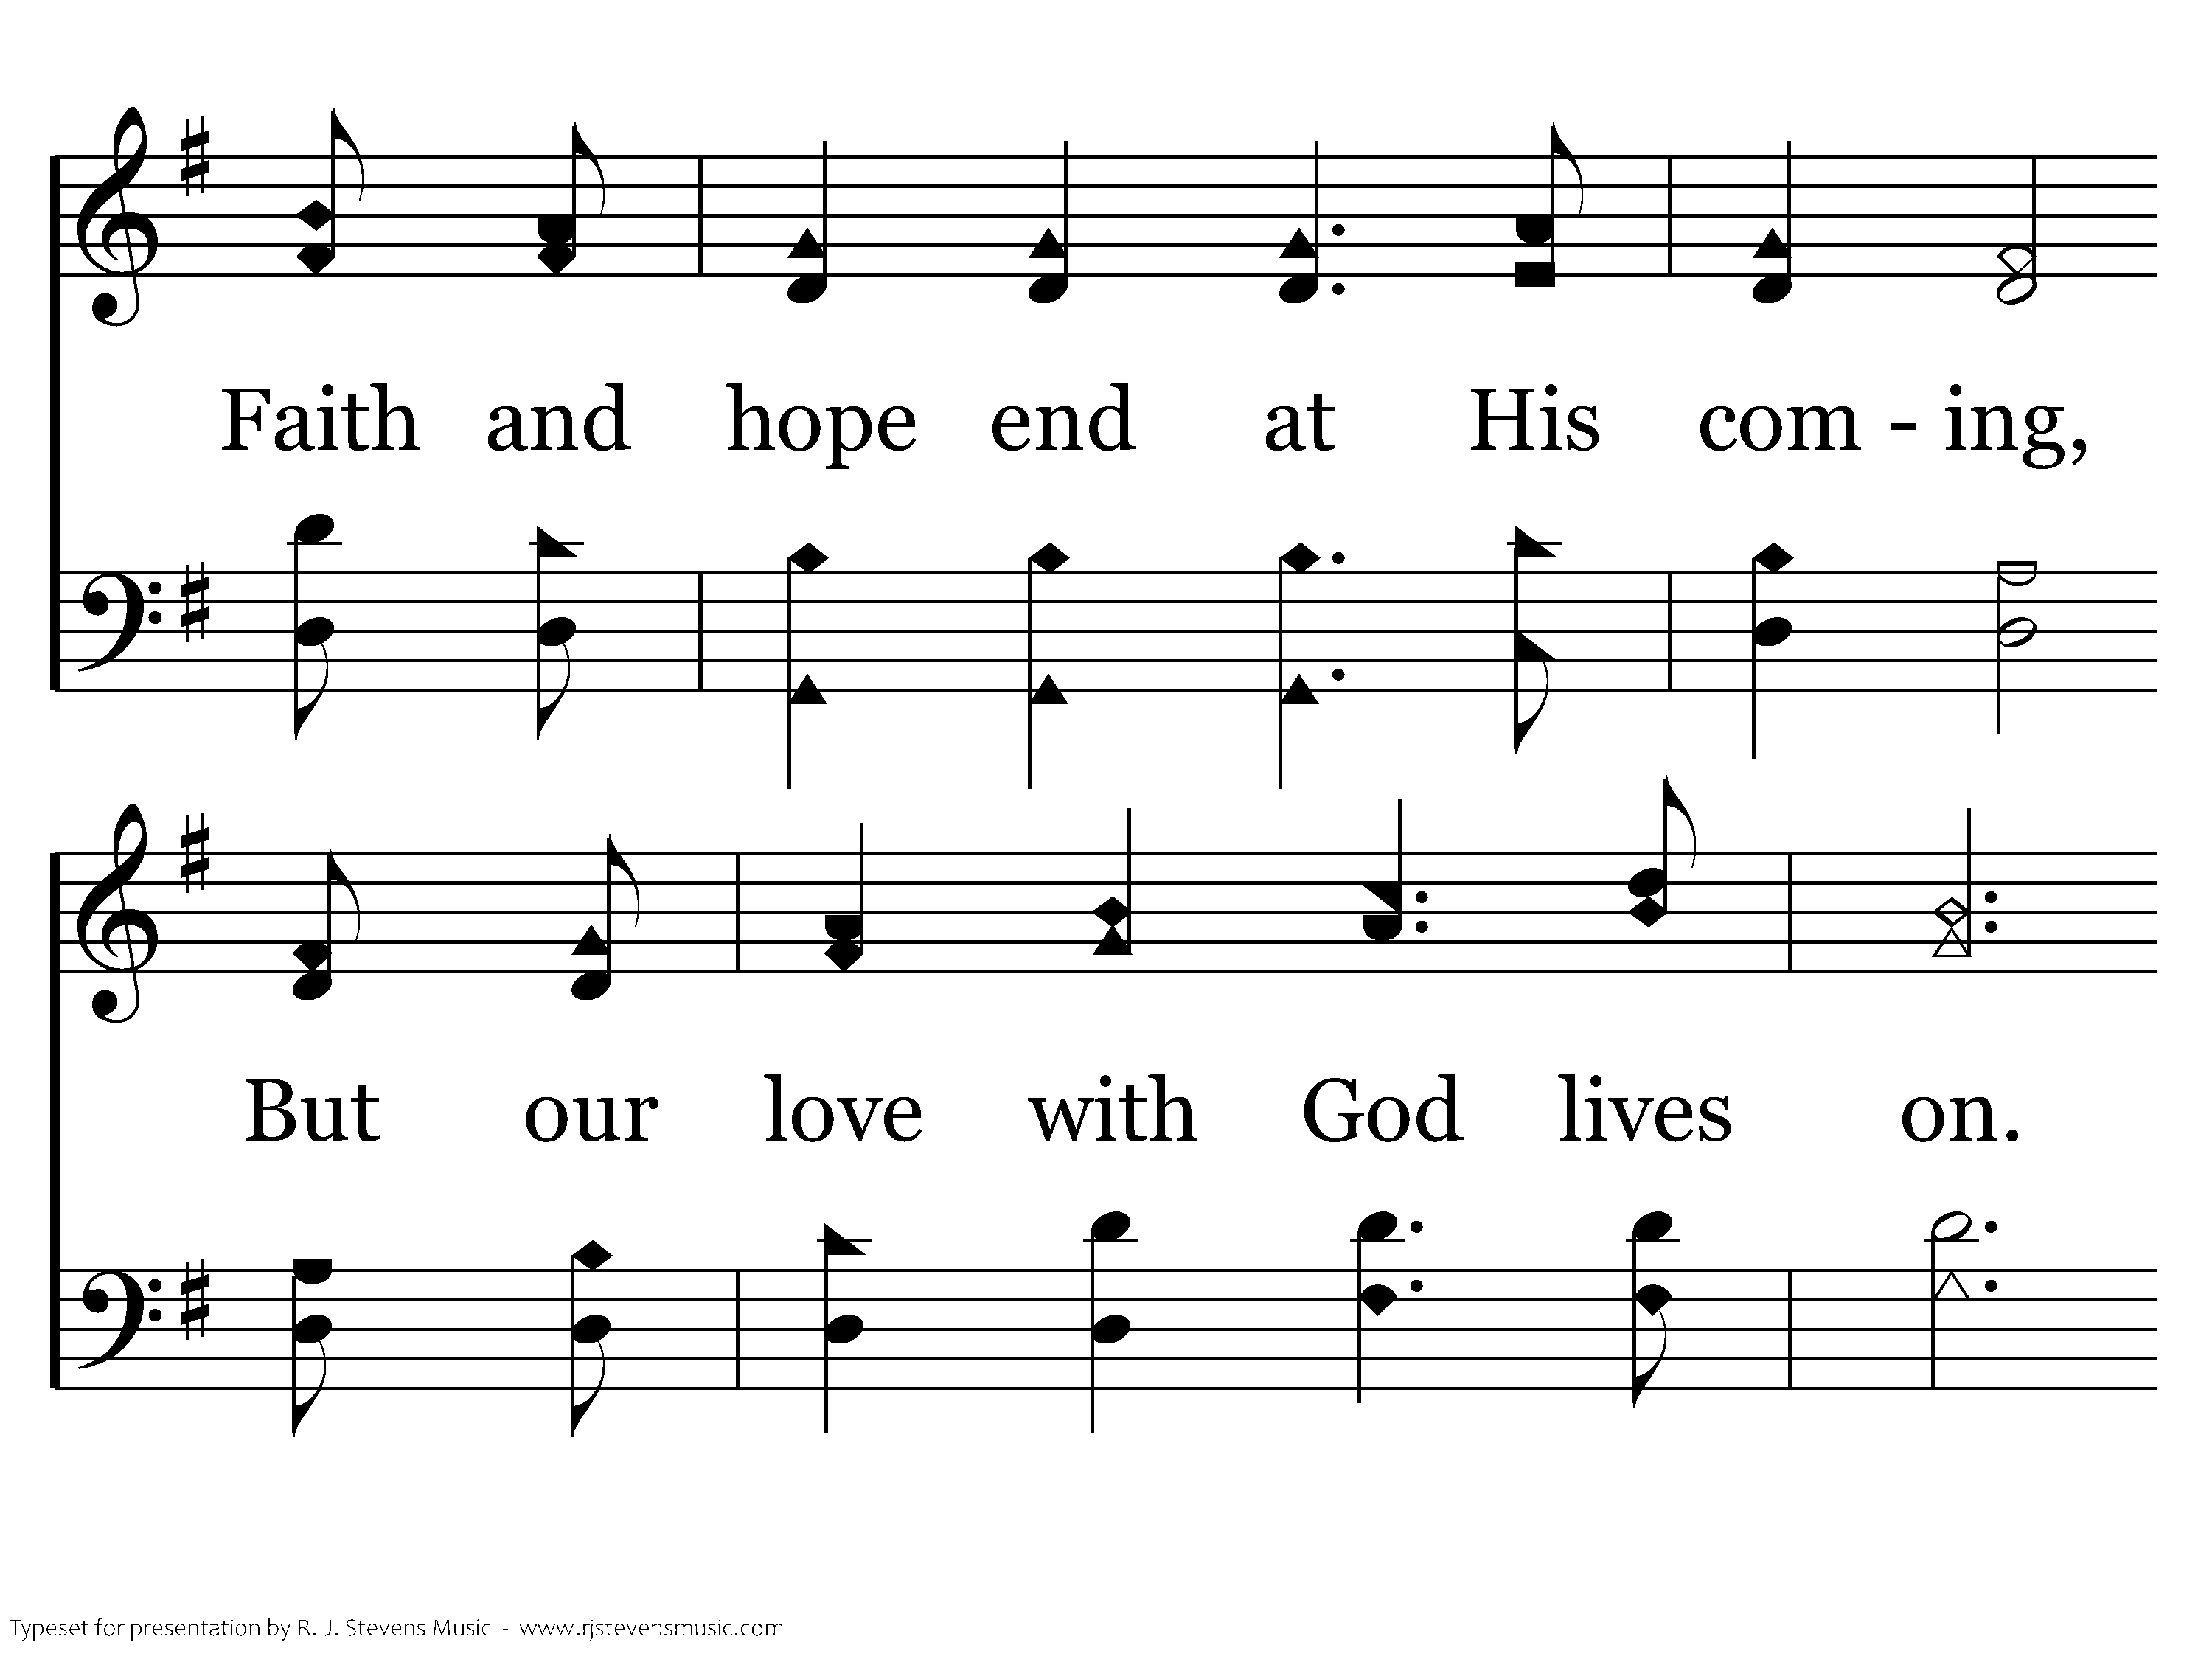 Faith and hope end at His com - ing,
But our love with God lives on.
Typeset for presentation by R. J. Stevens Music - www.rjstevensmusic.com